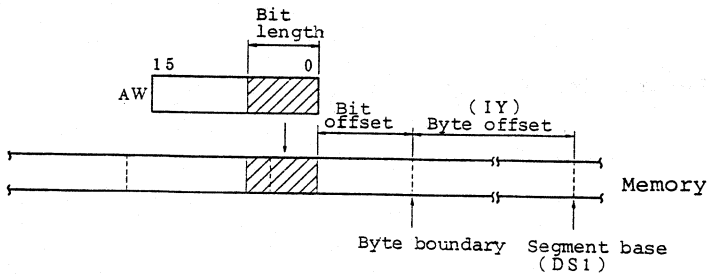 Bit
length
15 0
AW
Bit
offset
(IY)
Byte offset
Memory
Byte boundary
Segment base
(DS1)